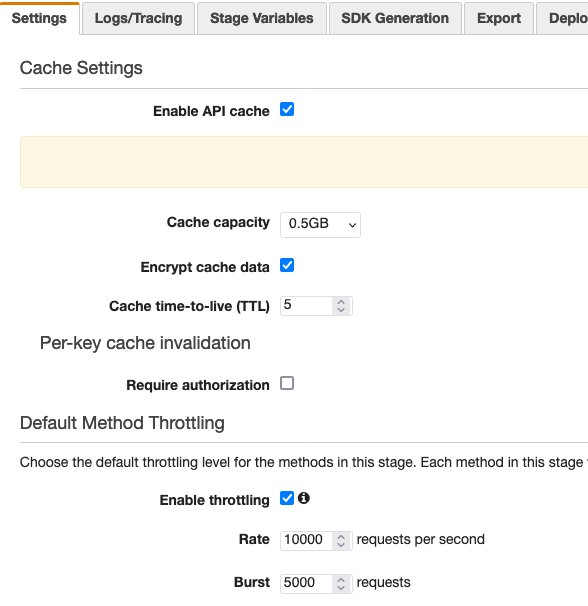 Settings
Logs/Tracing
Stage Variables
SDK Generation
Export
Deplo
Cache Settings
Enable API cache
Cache capacity 0.5GB
Encrypt cache data
Cache time-to-live (TTL) 5
Per-key cache invalidation
Require authorization
Default Method Throttling
Choose the default throttling level for the methods in this stage. Each method in this stage
Enable throttling
Rate 10000 requests per second
Burst 5000 requests